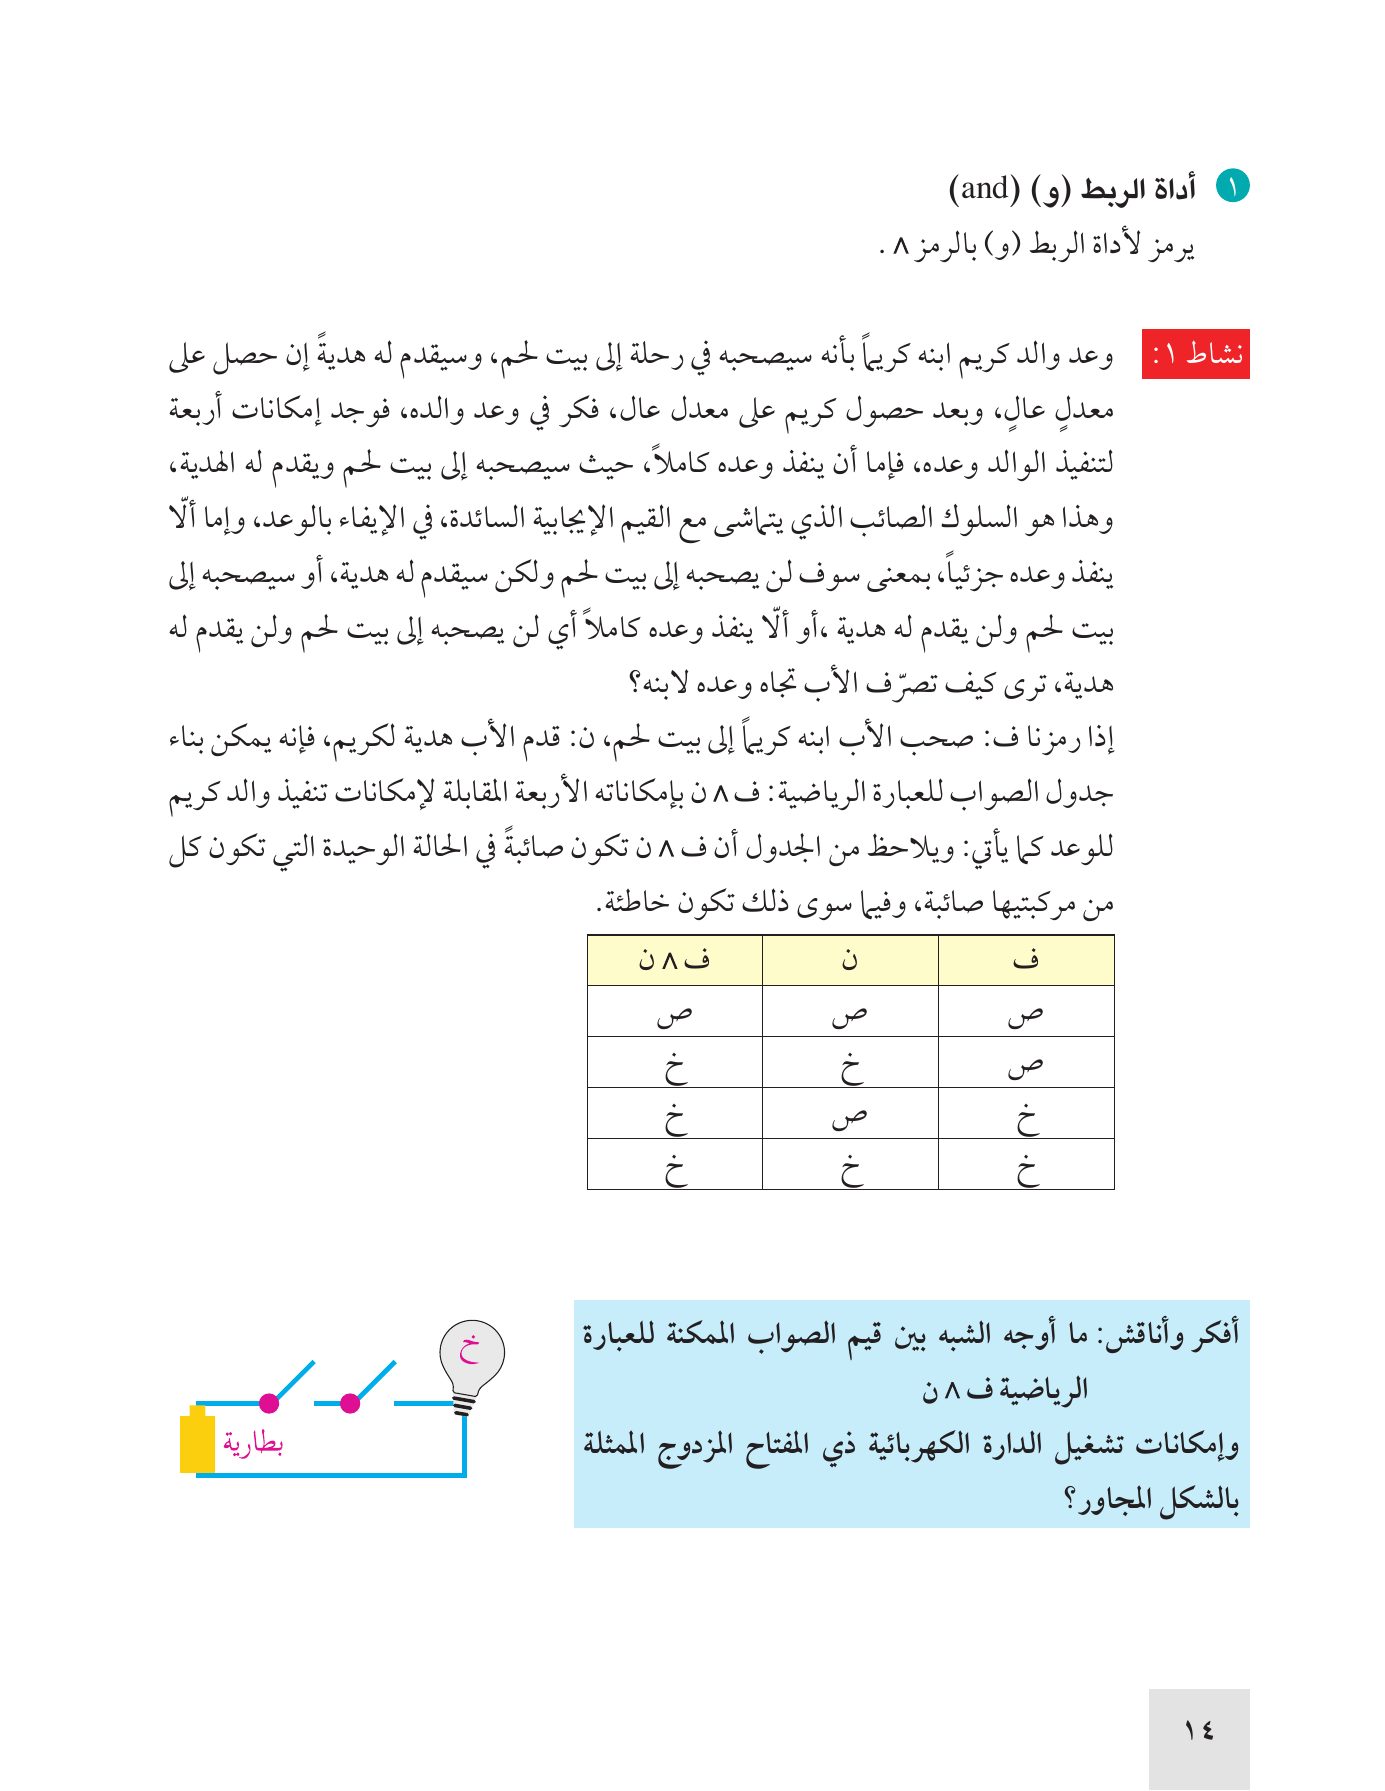 ١ أداة الربط (و) (and)
يرمز لأداة الربط (و) بالرمز ∧ .
نشاط ١:
وعد والد كريم ابنه كريماً بأنه سيصحبه في رحلة إلى بيت لحم، وسيقدم له هديةً إن حصل على
معدلٍ عالٍ، وبعد حصول كريم على معدل عال، فكر في وعد والده، فوجد إمكانات أربعة
لتنفيذ الوالد وعده، فإما أن ينفذ وعده كاملاً، حيث سيصحبه إلى بيت لحم ويقدم له الهدية،
وهذا هو السلوك الصائب الذي يتماشى مع القيم الإيجابية السائدة، في الإيفاء بالوعد، وإما ألّا
ينفذ وعده جزئياً، بمعنى سوف لن يصحبه إلى بيت لحم ولكن سيقدم له هدية، أو سيصحبه إلى
بيت لحم ولن يقدم له هدية ،أو ألّا ينفذ وعده كاملاً أي لن يصحبه إلى بيت لحم ولن يقدم له
هدية، ترى كيف تصرّف الأب تجاه وعده لابنه؟
إذا رمزنا ف: صحب الأب ابنه كريماً إلى بيت لحم، ن: قدم الأب هدية لكريم، فإنه يمكن بناء
جدول الصواب للعبارة الرياضية: ف ∧ ن بإمكاناته الأربعة المقابلة لإمكانات تنفيذ والد كريم
للوعد كما يأتي: ويلاحظ من الجدول أن ف ∧ ن تكون صائبةً في الحالة الوحيدة التي تكون كل
من مركبتيها صائبة، وفيما سوى ذلك تكون خاطئة.
ف ن ف ∧ ن
ص ص ص
ص خ خ
خ ص خ
خ خ خ
أفكر وأناقش: ما أوجه الشبه بين قيم الصواب الممكنة للعبارة
الرياضية ف ∧ ن
وإمكانات تشغيل الدارة الكهربائية ذي المفتاح المزدوج الممثلة
بالشكل المجاور؟
خ
بطارية
١٤